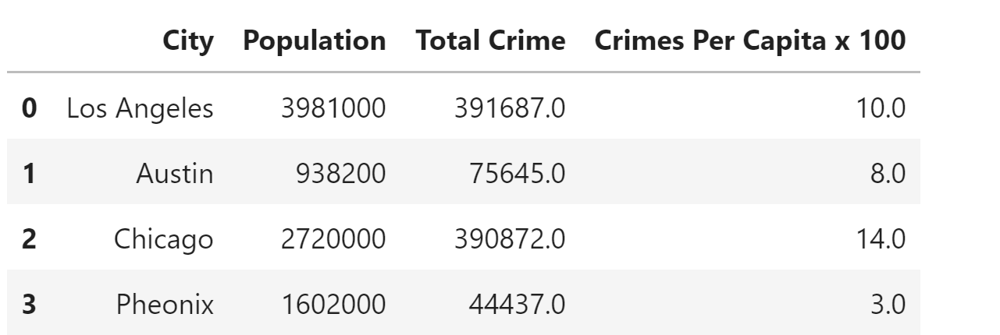 City Population Total Crime Crimes Per Capita x 100
0 Los Angeles 3981000 391687.0 10.0
1 Austin 938200 75645.0 8.0
2 Chicago 2720000 390872.0 14.0
3 Pheonix 1602000 44437.0 3.0